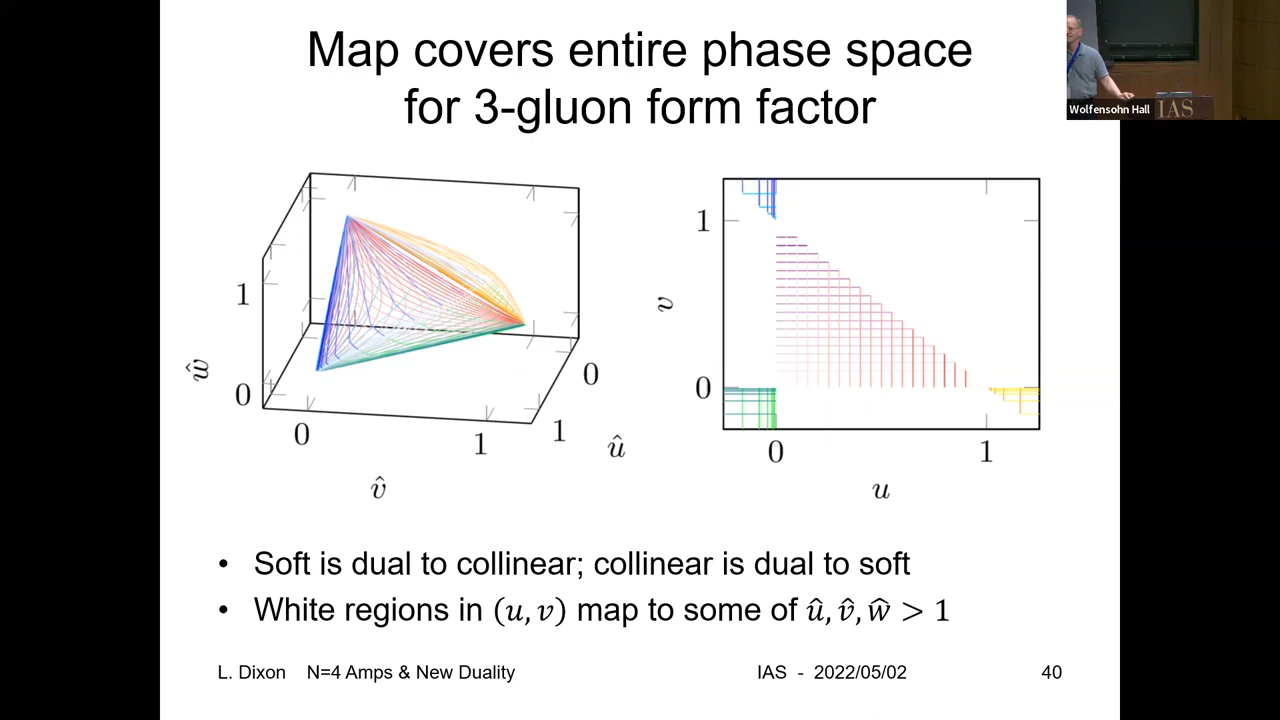 Map covers entire phase space
for 3-gluon form factor
Wolfensohn Hall
IAS
1
0
ŵ
0
1
v̂
0
1
û
1
0
v
0
1
u
• Soft is dual to collinear; collinear is dual to soft
• White regions in (u, v) map to some of û, v̂, ŵ > 1
L. Dixon N=4 Amps & New Duality
IAS - 2022/05/02
40